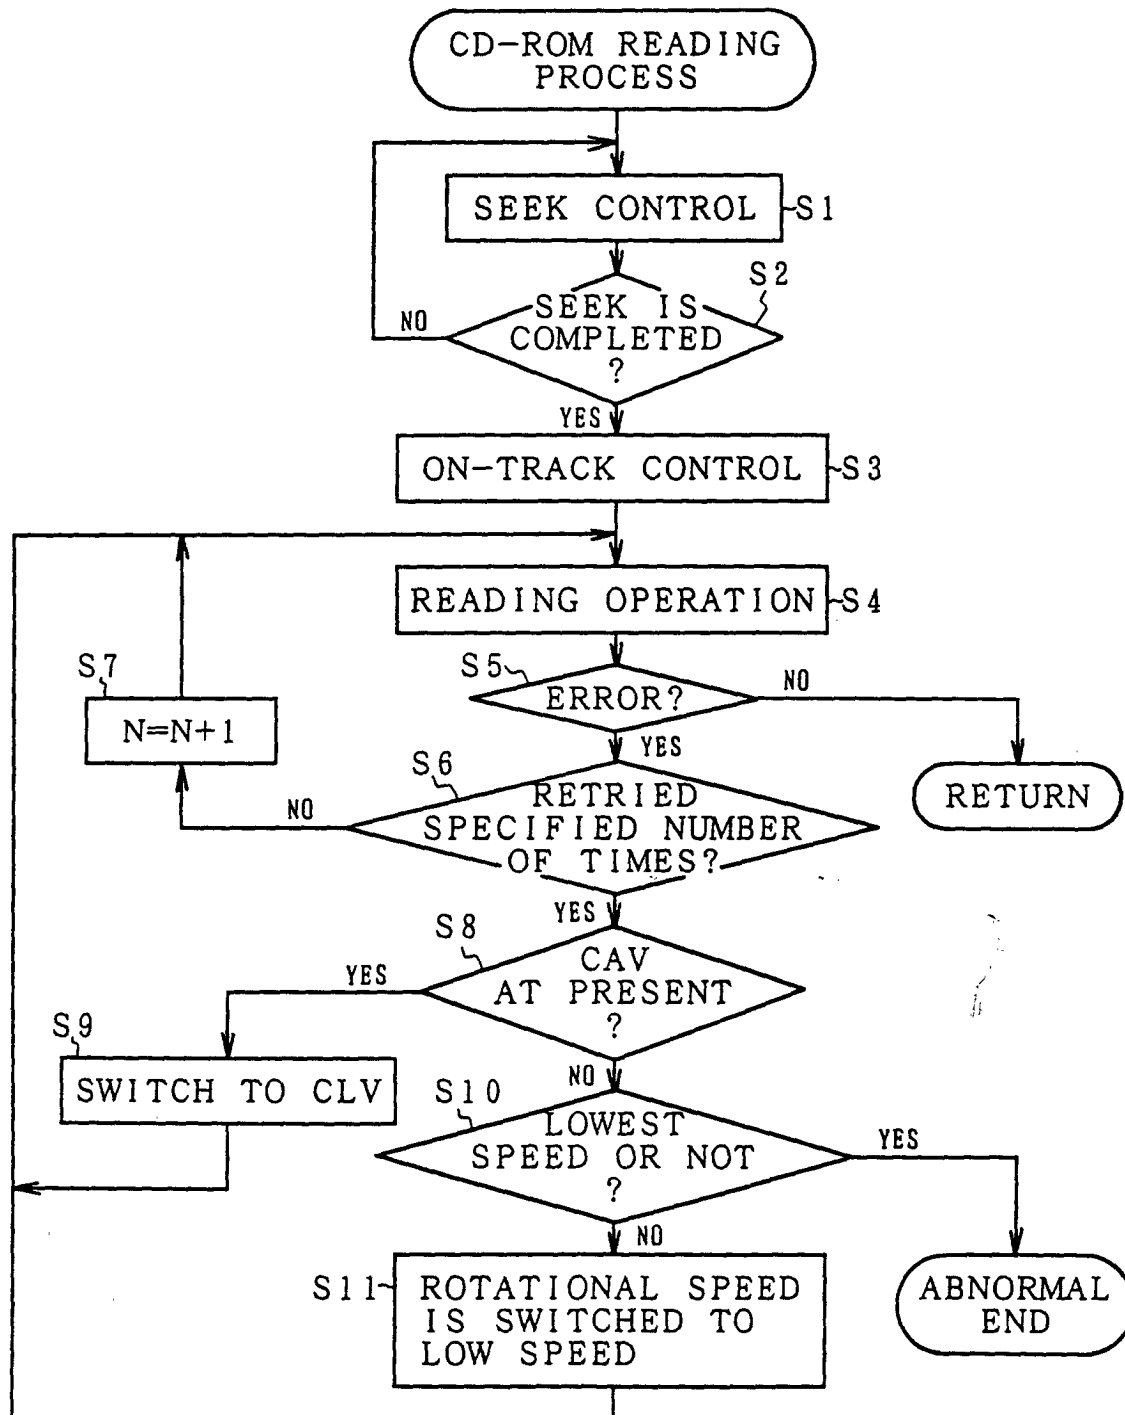 CD-ROM READING
PROCESS
SEEK CONTROL
S1
S2
SEEK IS
COMPLETED
?
NO
YES
ON-TRACK CONTROL
S3
READING OPERATION
S4
S5
ERROR?
NO
YES
S7
N=N+1
RETURN
S6
RETRIED
SPECIFIED NUMBER
OF TIMES?
NO
YES
S8
CAV
AT PRESENT
?
YES
NO
S9
SWITCH TO CLV
S10
LOWEST
SPEED OR NOT
?
YES
NO
S11
ROTATIONAL SPEED
IS SWITCHED TO
LOW SPEED
ABNORMAL
END